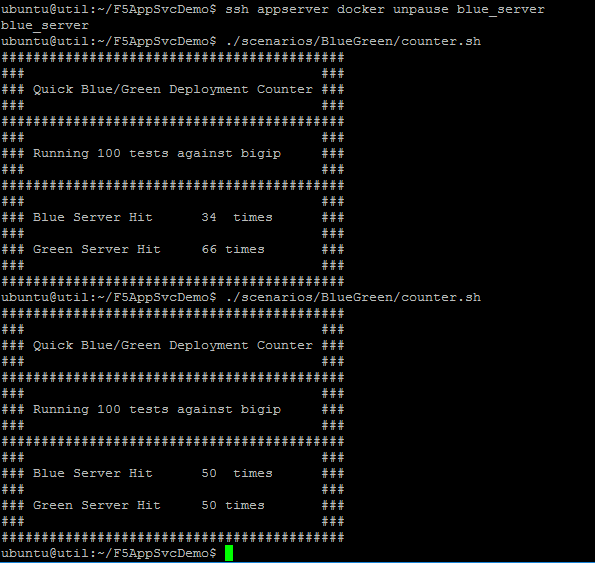 ubuntu@util:~/F5AppSvcDemo$ ssh appserver docker unpause blue_server
blue_server
ubuntu@util:~/F5AppSvcDemo$ ./scenarios/BlueGreen/counter.sh
###########################################
###                                     ###
### Quick Blue/Green Deployment Counter ###
###                                     ###
###########################################
###                                     ###
### Running 100 tests against bigip     ###
###                                     ###
###########################################
###                                     ###
### Blue Server Hit      34  times      ###
###                                     ###
### Green Server Hit     66 times       ###
###                                     ###
###########################################
ubuntu@util:~/F5AppSvcDemo$ ./scenarios/BlueGreen/counter.sh
###########################################
###                                     ###
### Quick Blue/Green Deployment Counter ###
###                                     ###
###########################################
###                                     ###
### Running 100 tests against bigip     ###
###                                     ###
###########################################
###                                     ###
### Blue Server Hit      50  times      ###
###                                     ###
### Green Server Hit     50 times       ###
###                                     ###
###########################################
ubuntu@util:~/F5AppSvcDemo$